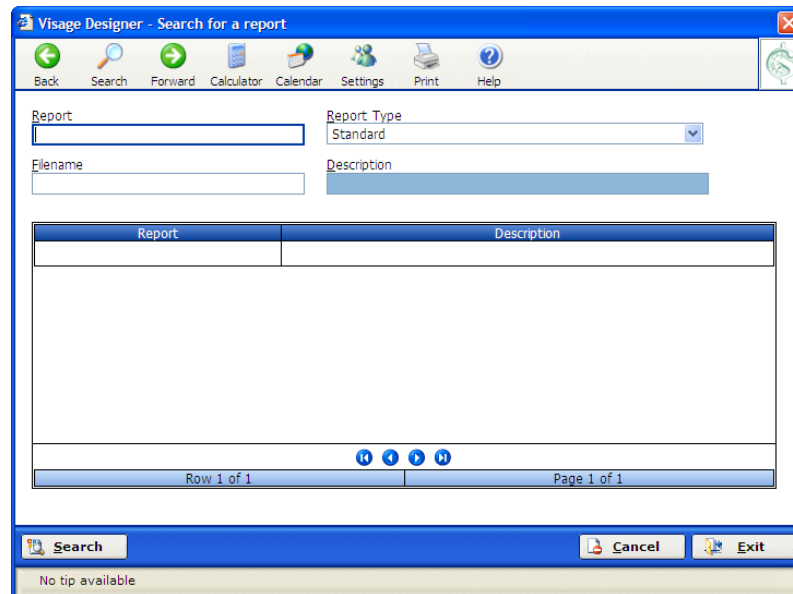 Visage Designer - Search for a report
Back Search Forward Calculator Calendar Settings Print Help
Report Report Type
Standard
Filename Description
Report Description
Row 1 of 1 Page 1 of 1
Search Cancel Exit
No tip available